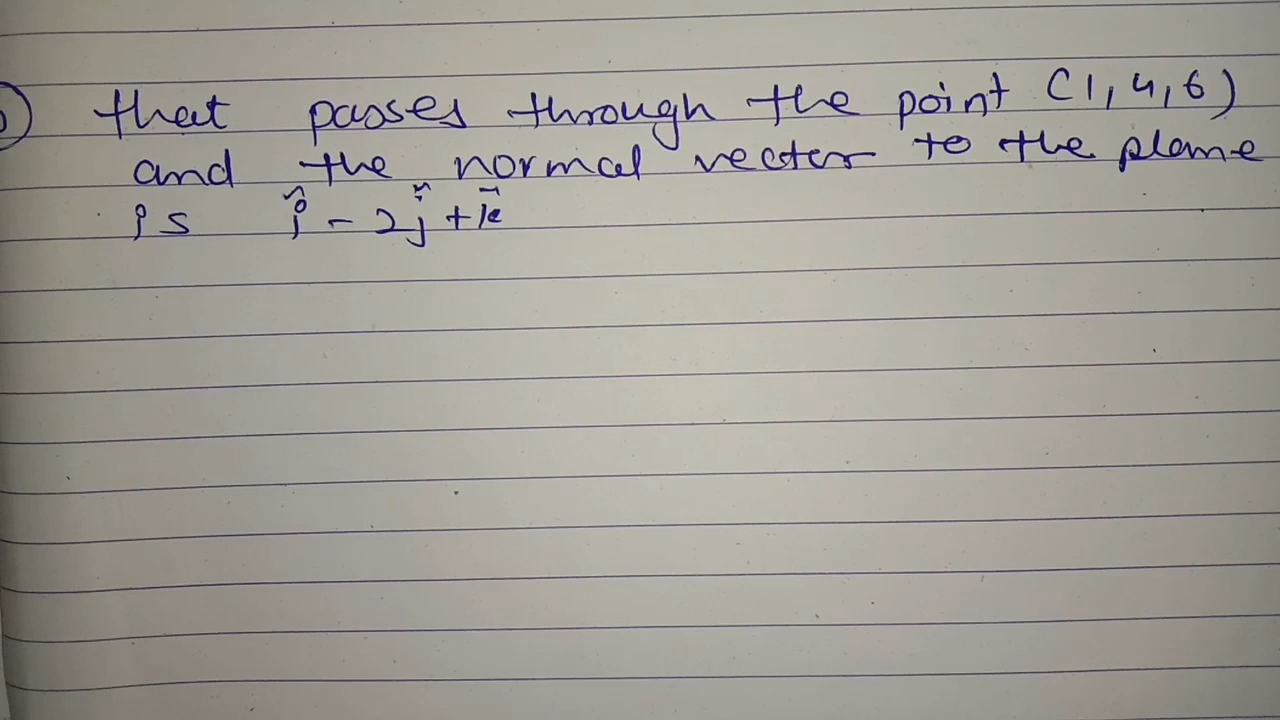 ) that passes through the point (1,4,6)
and the normal vector to the plane
is î - 2ĵ + k̂